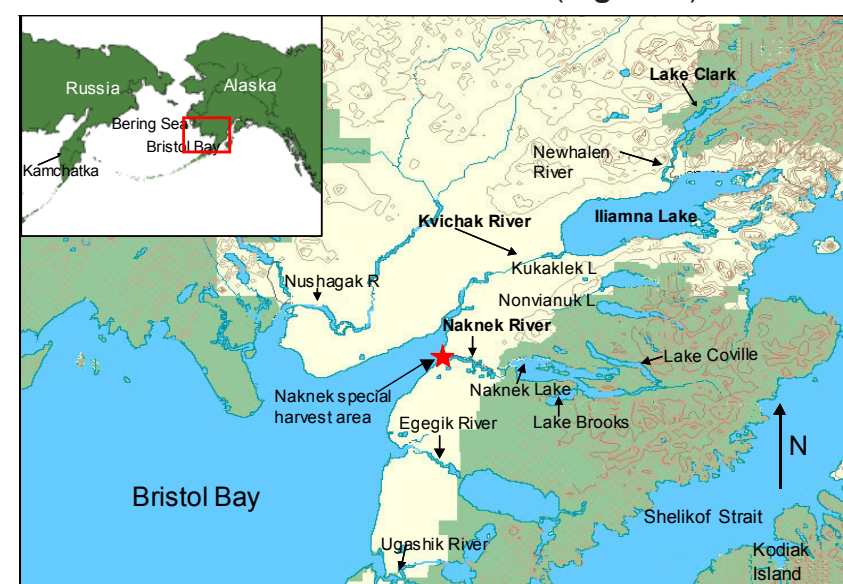 Russia
Alaska
Bering Sea
Bristol Bay
Kamchatka
Lake Clark
Newhalen
River
Iliamna Lake
Kvichak River
Kukaklek L
Nushagak R
Nonvianuk L
Naknek River
Lake Coville
Naknek Lake
Naknek special
harvest area
Lake Brooks
Egegik River
N
Bristol Bay
Shelikof Strait
Ugashik River
Kodiak
Island